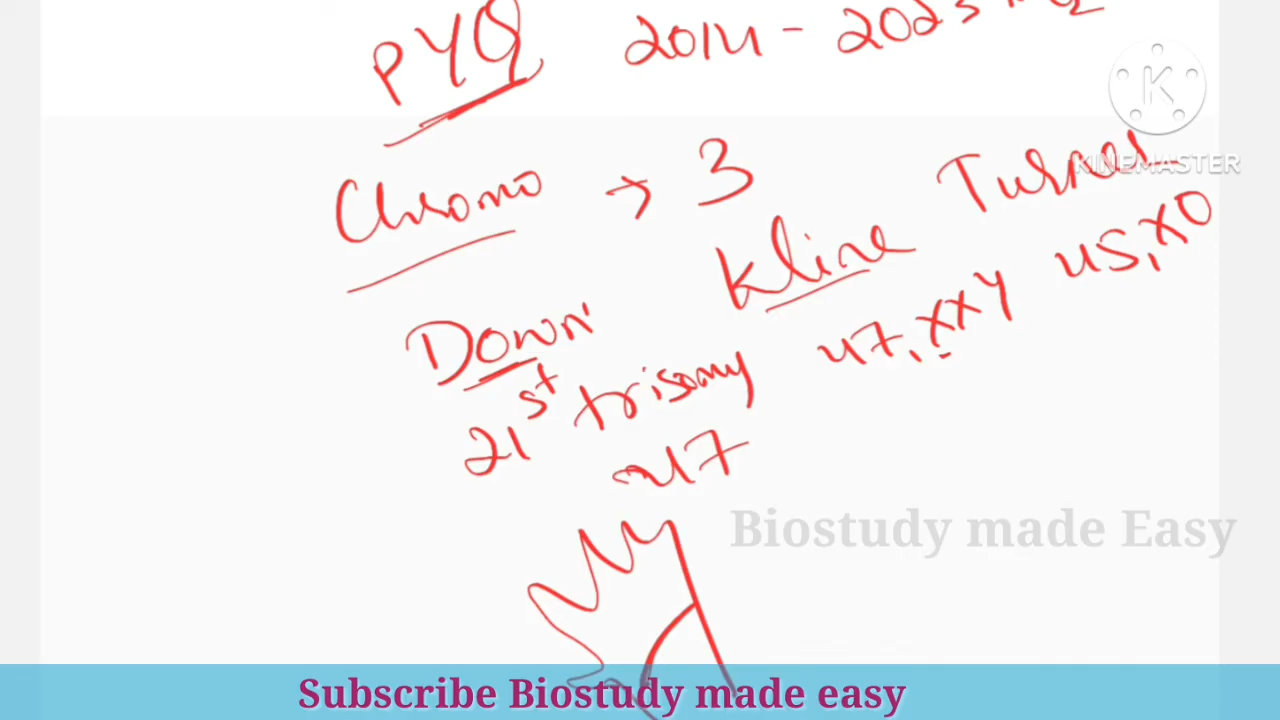 PYQ 2014 - 2023
K
KINEMASTER
Chromo → 3
Kline Turner
Down'
21st trisomy 47, XXY 45, XO
47
Biostudy made Easy
Subscribe Biostudy made easy